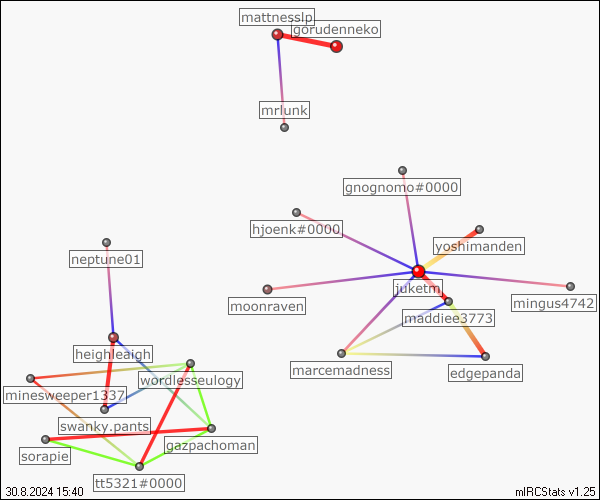 mattnesslp
gorudenneko
mrlunk
gnognomo#0000
hjoenk#0000
yoshimanden
neptune01
juketm
moonraven
mingus4742
maddiee3773
heighleaigh
marcemadness
edgepanda
wordlesseulogy
minesweeper1337
swanky.pants
gazpachoman
sorapie
tt5321#0000
30.8.2024 15:40
mIRCStats v1.25